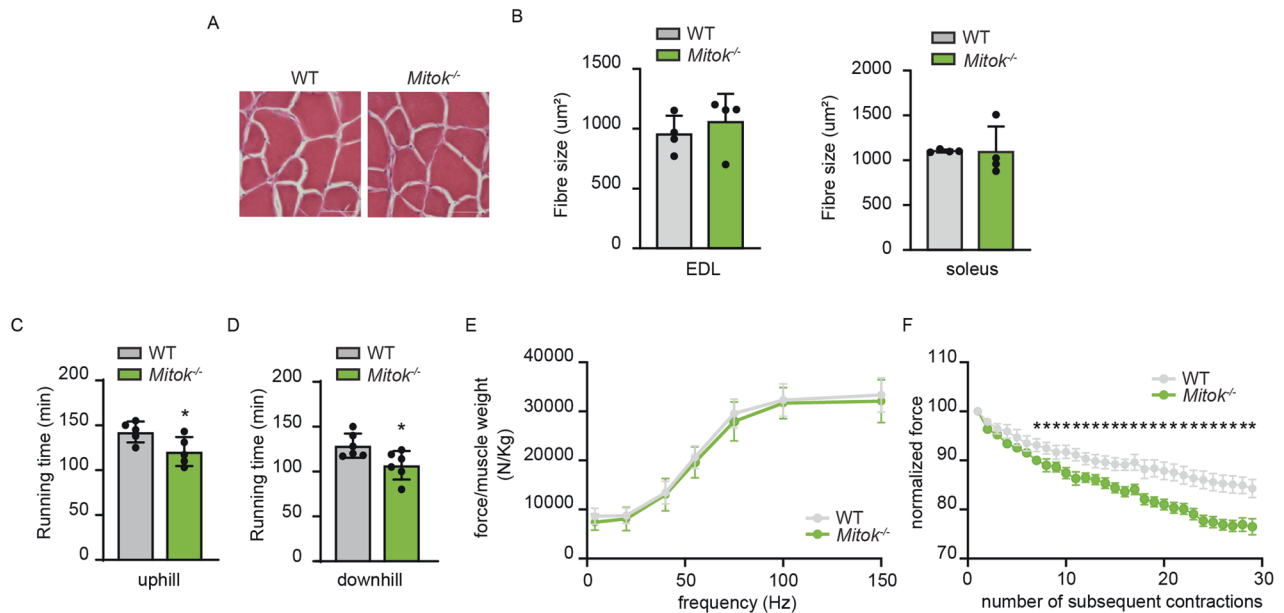 A
WT
Mitok-/-
B
WT
Mitok-/-
Fibre size (um²)
1500
1000
500
0
EDL
WT
Mitok-/-
Fibre size (um²)
2000
1500
1000
500
0
soleus
C
WT
Mitok-/-
Running time (min)
200
150
100
50
0
*
uphill
D
WT
Mitok-/-
Running time (min)
200
150
100
50
0
*
downhill
E
force/muscle weight
(N/Kg)
40000
30000
20000
10000
0
0
50
100
150
frequency (Hz)
WT
Mitok-/-
F
normalized force
110
100
90
80
70
WT
Mitok-/-
***********************
0
10
20
30
number of subsequent contractions